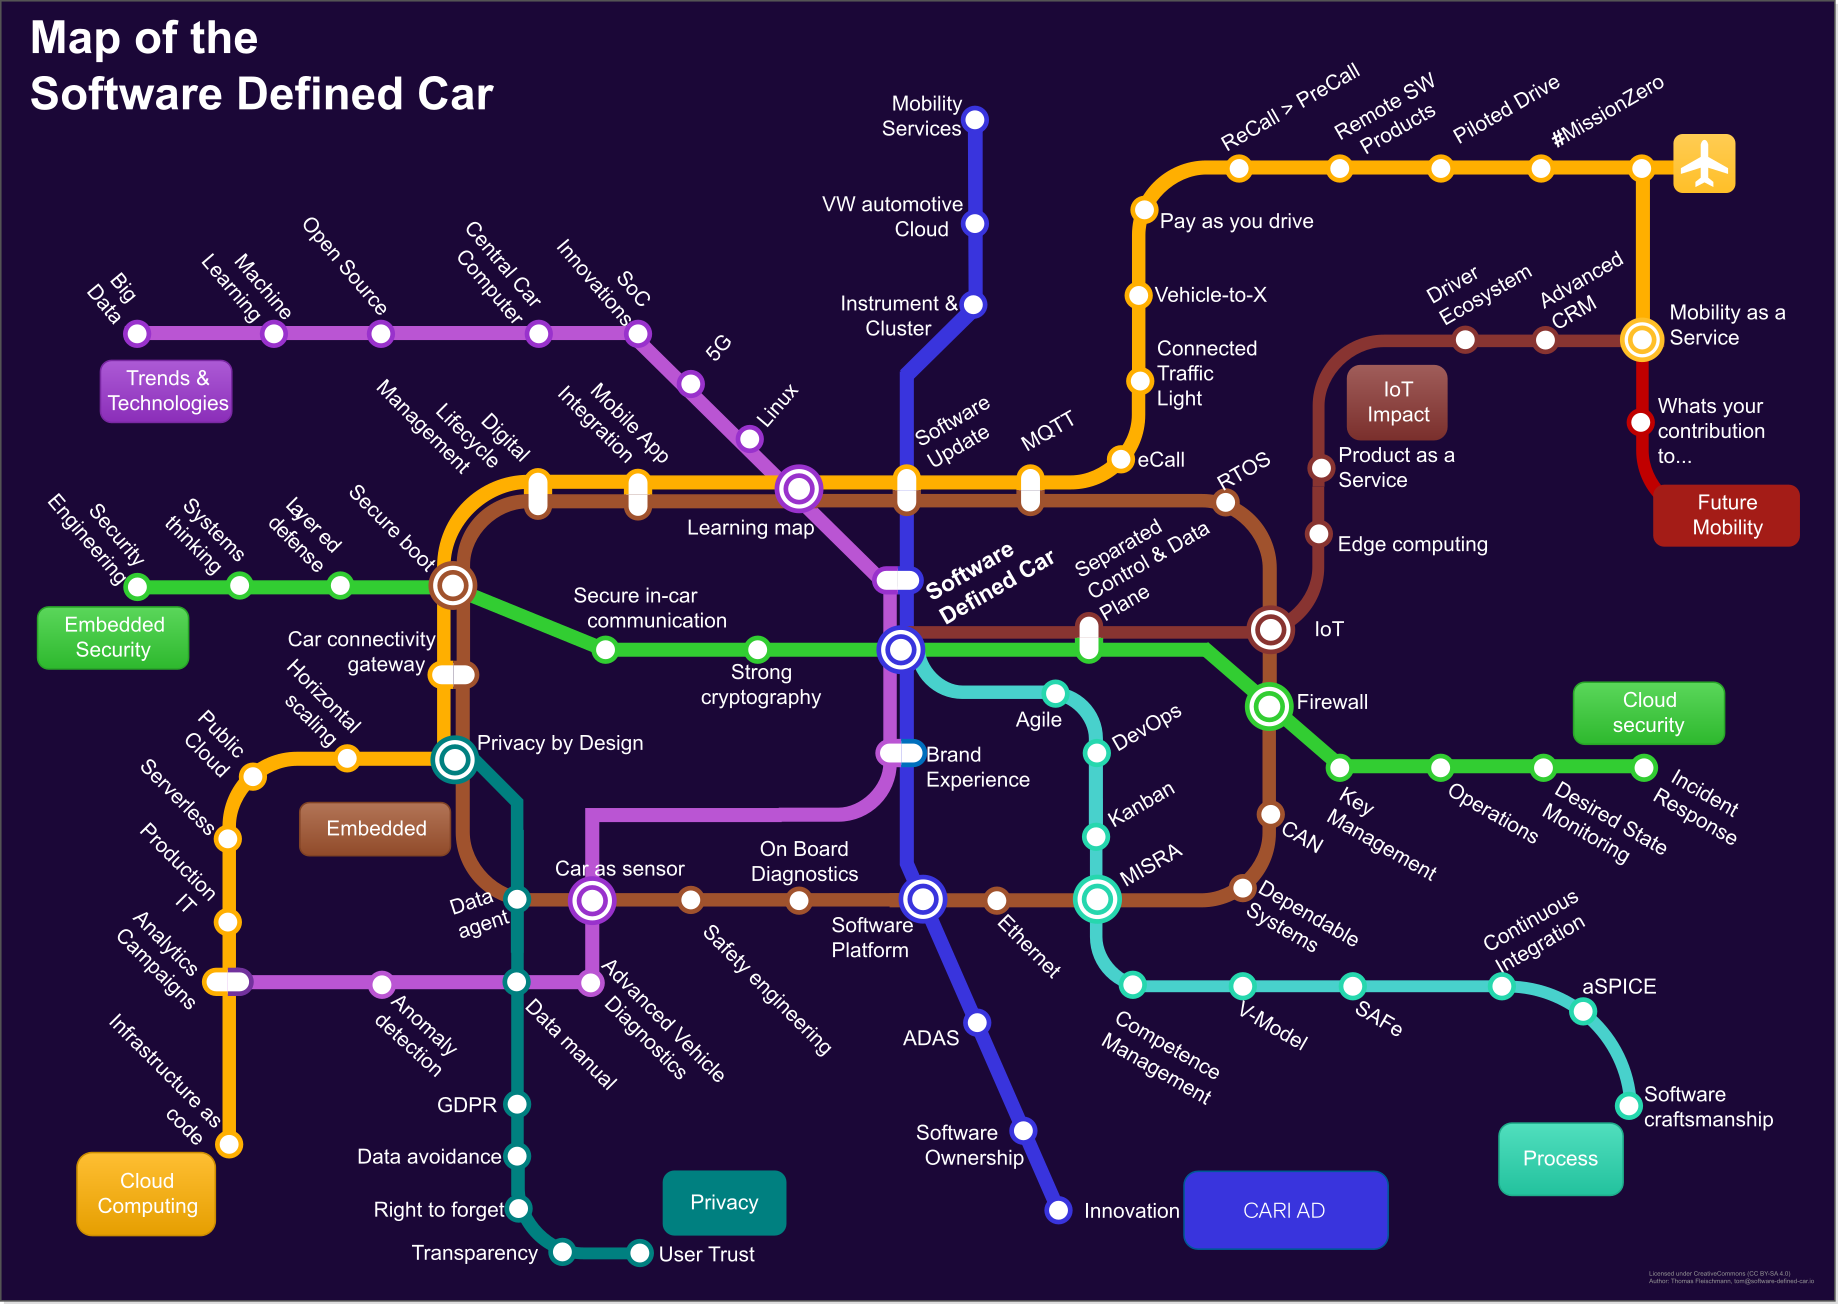 Map of the
Software Defined Car
Mobility
Services
VW automotive
Cloud
Instrument &
Cluster
ReCall > PreCall
Remote SW
Products
Piloted Drive
#MissionZero
Pay as you drive
Vehicle-to-X
Connected
Traffic
Light
eCall
Driver
Ecosystem
Advanced
CRM
Mobility as a
Service
IoT
Impact
Whats your
contribution
to...
Future
Mobility
Product as a
Service
Edge computing
Big
Data
Machine
Learning
Open Source
Central Car
Computer
SoC
Innovations
5G
Linux
Trends &
Technologies
Digital
Lifecycle
Management
Mobile App
Integration
Learning map
Software
Update
MQTT
RTOS
Security
Engineering
Systems
thinking
layer ed
defense
Secure boot
Embedded
Security
Secure in-car
communication
Strong
cryptography
Software
Defined Car
Separated
Control & Data
Plane
IoT
Firewall
Cloud
security
Key
Management
Operations
Desired State
Monitoring
Incident
Response
Car connectivity
gateway
Horizontal
scaling
Public
Cloud
Privacy by Design
Serverless
Production
IT
Analytics
Campaigns
Infrastructure as
code
Cloud
Computing
Embedded
Brand
Experience
Agile
DevOps
Kanban
MISRA
CAN
Dependable
Systems
Car as sensor
On Board
Diagnostics
Data
agent
Software
Platform
Ethernet
Safety engineering
Advanced Vehicle
Diagnostics
Data manual
Anomaly
detection
GDPR
Data avoidance
Right to forget
Transparency
User Trust
Privacy
ADAS
Software
Ownership
Innovation
CARI AD
Competence
Management
V-Model
SAFe
Continuous
Integration
aSPICE
Software
craftsmanship
Process
Licensed under CreativeCommons (CC BY-SA 4.0)
Author: Thomas Fleischmann, tom@software-defined-car.io